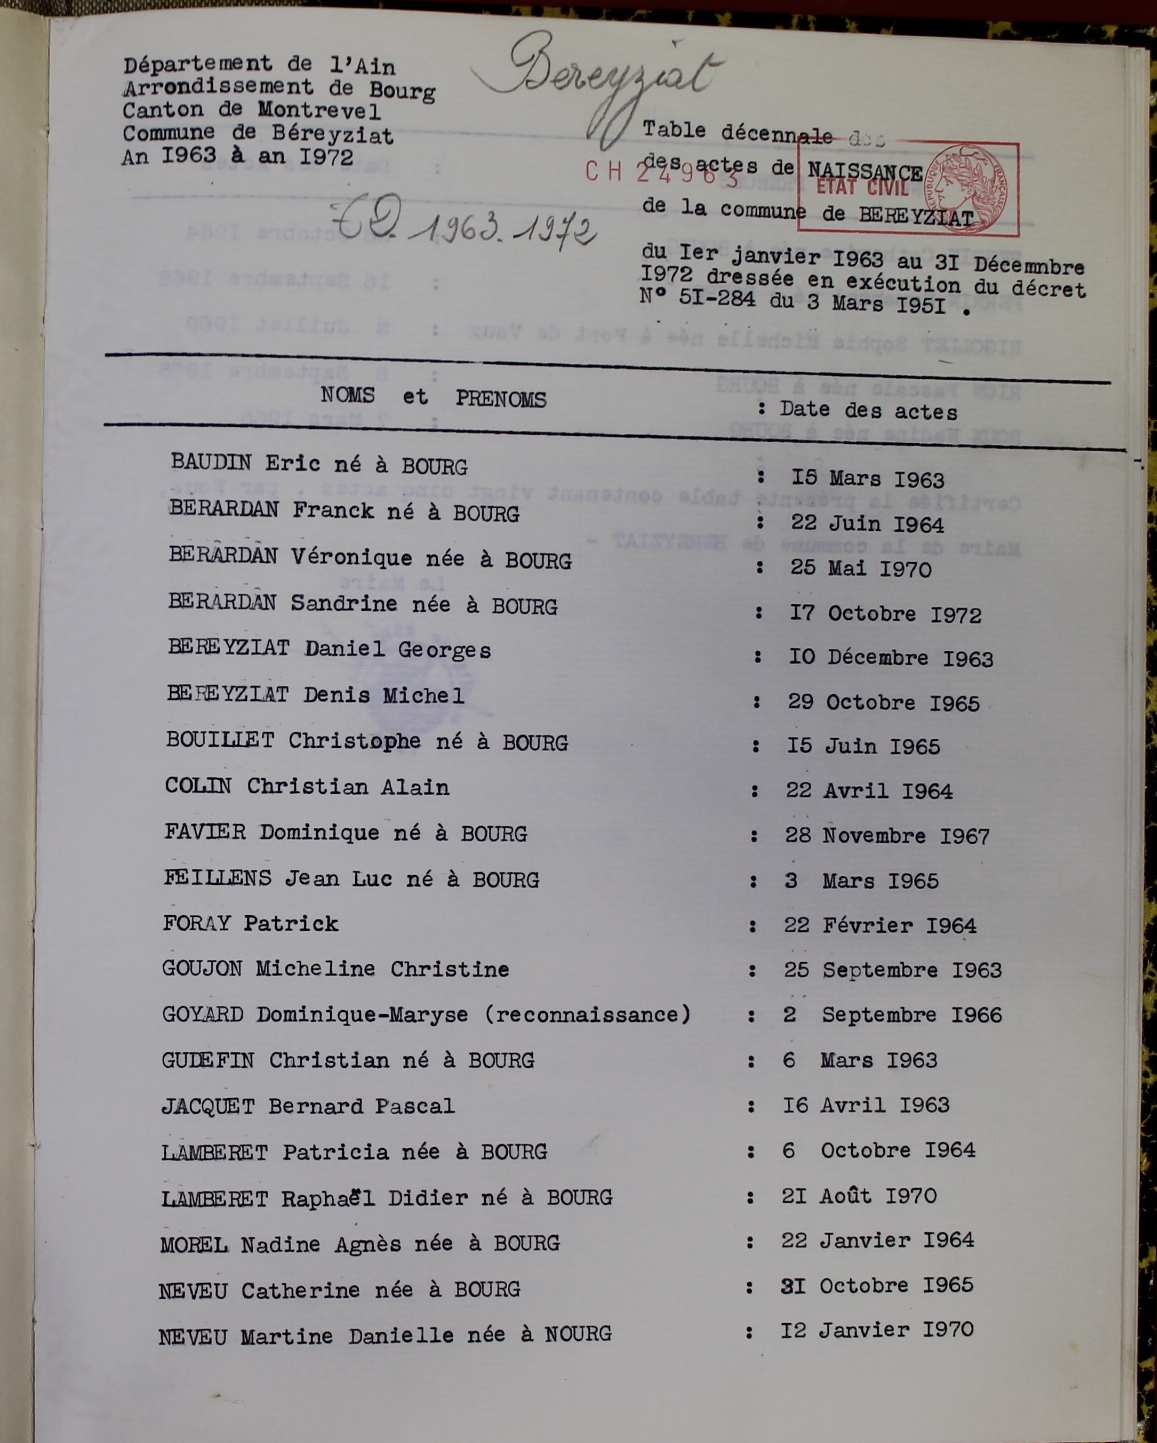 Bereyziat
Département de l'Ain
Arrondissement de Bourg
Canton de Montrevel
Commune de Béreyziat
An I963 à an I972
TD. 1963.1972
Table décennale des
des actes de NAISSANCE
CH 24963
ETAT CIVIL
RÉPUBLIQUE FRANÇAISE
de la commune de BEREYZIAT
du Ier janvier I963 au 3I Décemnbre
I972 dressée en exécution du décret
N° 5I-284 du 3 Mars I95I .
NOMS et PRENOMS : Date des actes
BAUDIN Eric né à BOURG : I5 Mars I963
BERARDAN Franck né à BOURG : 22 Juin I964
BERARDAN Véronique née à BOURG : 25 Mai I970
BERARDAN Sandrine née à BOURG : I7 Octobre I972
BEREYZIAT Daniel Georges : IO Décembre I963
BEREYZIAT Denis Michel : 29 Octobre I965
BOUILLET Christophe né à BOURG : I5 Juin I965
COLIN Christian Alain : 22 Avril I964
FAVIER Dominique né à BOURG : 28 Novembre I967
FEILLENS Jean Luc né à BOURG : 3 Mars I965
FORAY Patrick : 22 Février I964
GOUJON Micheline Christine : 25 Septembre I963
GOYARD Dominique-Maryse (reconnaissance) : 2 Septembre I966
GUDEFIN Christian né à BOURG : 6 Mars I963
JACQUET Bernard Pascal : I6 Avril I963
LAMBERET Patricia née à BOURG : 6 Octobre I964
LAMBERET Raphaël Didier né à BOURG : 2I Août I970
MOREL Nadine Agnès née à BOURG : 22 Janvier I964
NEVEU Catherine née à BOURG : 3I Octobre I965
NEVEU Martine Danielle née à NOURG : I2 Janvier I970